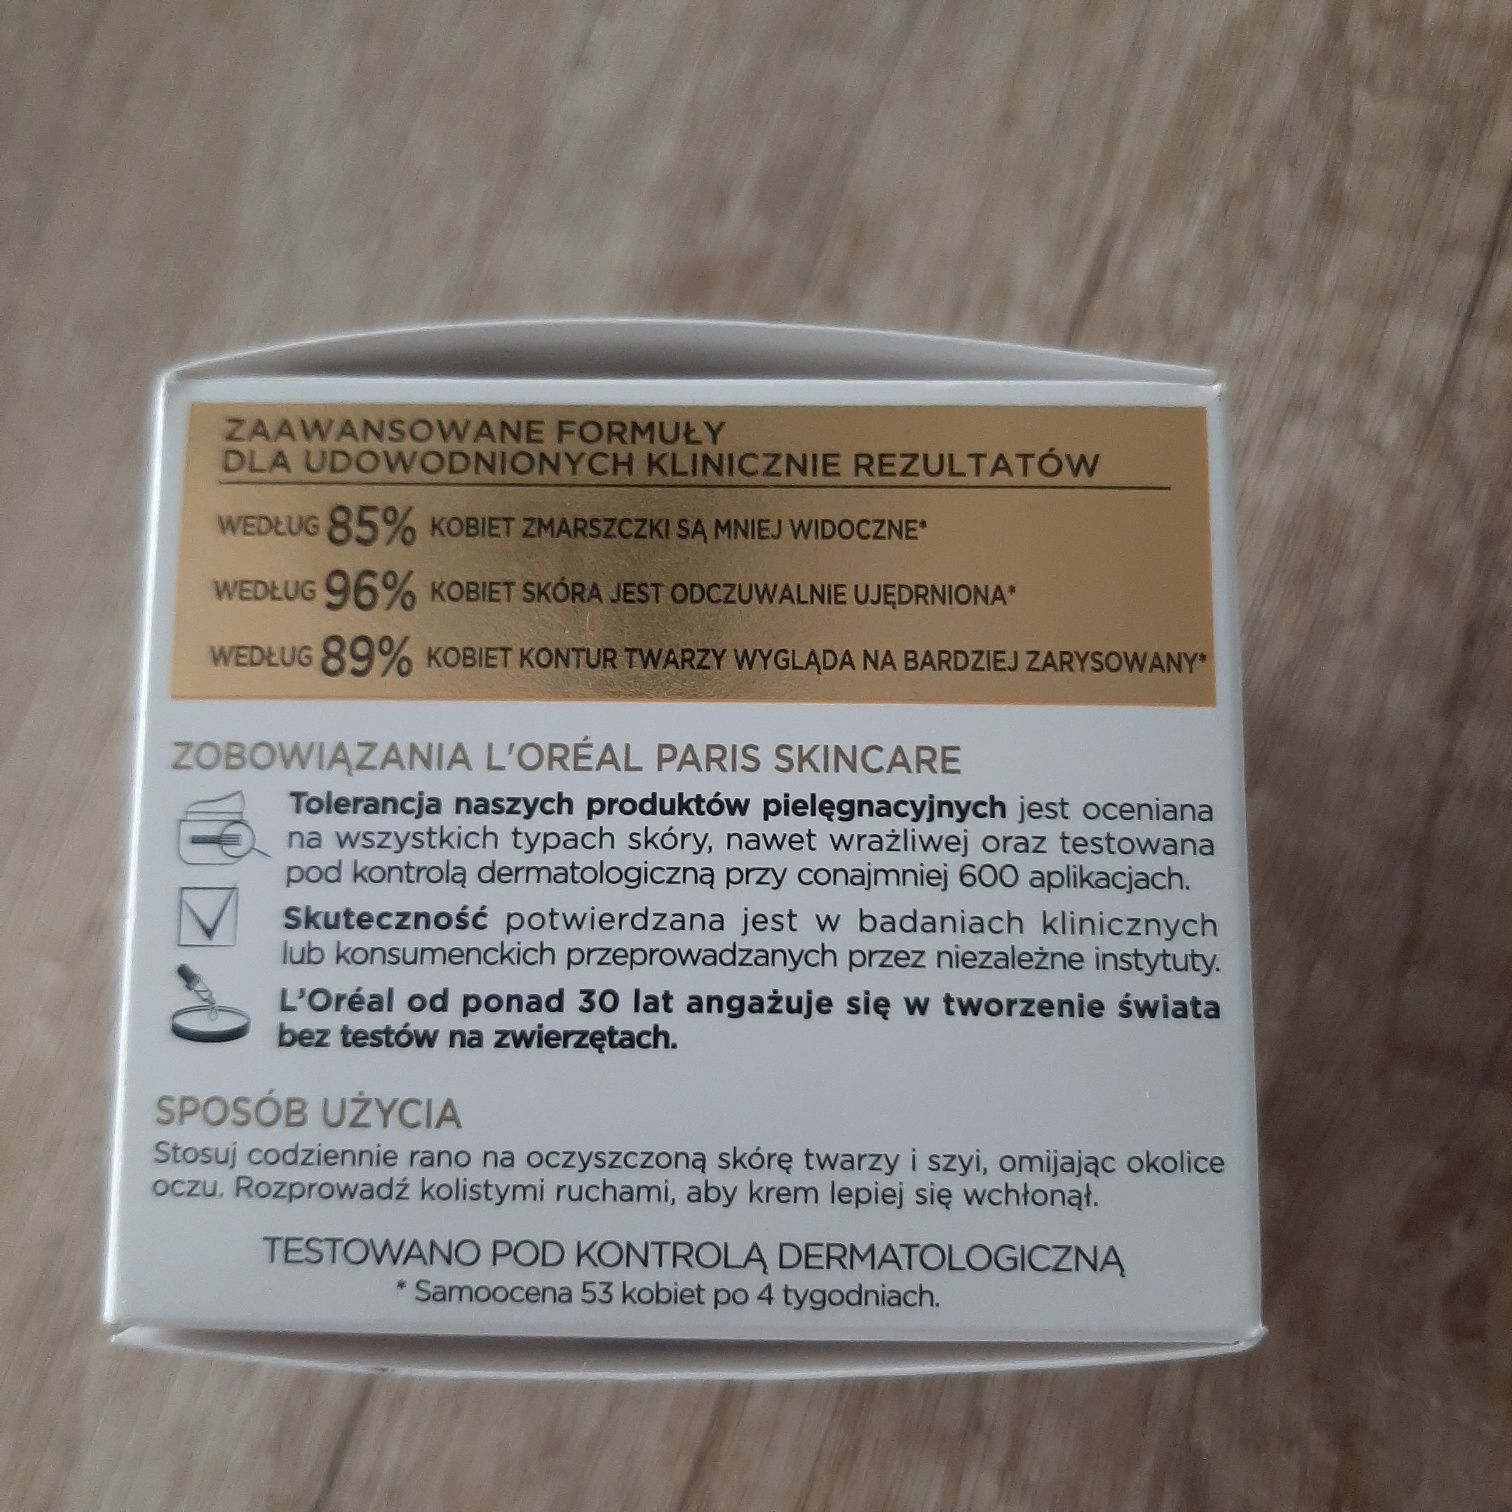 ZAAWANSOWANE FORMUŁY
DLA UDOWODNIONYCH KLINICZNIE REZULTATÓW
WEDŁUG 85% KOBIET ZMARSZCZKI SĄ MNIEJ WIDOCZNE*
WEDŁUG 96% KOBIET SKÓRA JEST ODCZUWALNIE UJĘDRNIONA*
WEDŁUG 89% KOBIET KONTUR TWARZY WYGLĄDA NA BARDZIEJ ZARYSOWANY*
ZOBOWIĄZANIA L'ORÉAL PARIS SKINCARE
Tolerancja naszych produktów pielęgnacyjnych jest oceniana
na wszystkich typach skóry, nawet wrażliwej oraz testowana
pod kontrolą dermatologiczną przy conajmniej 600 aplikacjach.
Skuteczność potwierdzana jest w badaniach klinicznych
lub konsumenckich przeprowadzanych przez niezależne instytuty.
L'Oréal od ponad 30 lat angażuje się w tworzenie świata
bez testów na zwierzętach.
SPOSÓB UŻYCIA
Stosuj codziennie rano na oczyszczoną skórę twarzy i szyi, omijając okolice
oczu. Rozprowadź kolistymi ruchami, aby krem lepiej się wchłonął.
TESTOWANO POD KONTROLĄ DERMATOLOGICZNĄ
* Samoocena 53 kobiet po 4 tygodniach.